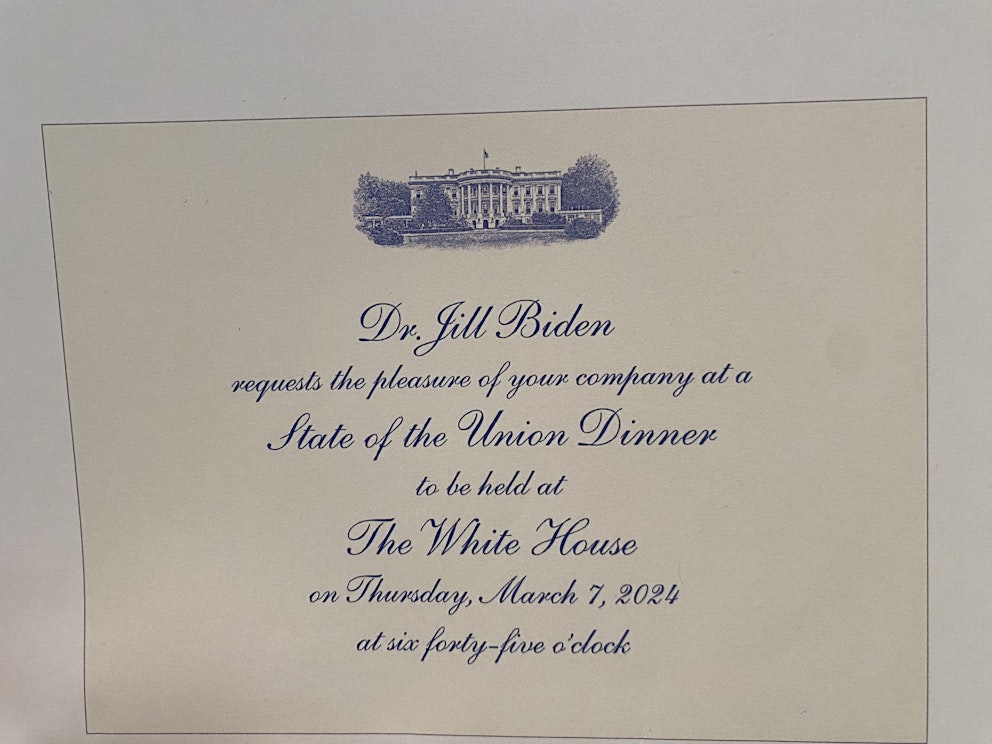 Dr. Jill Biden
requests the pleasure of your company at a
State of the Union Dinner
to be held at
The White House
on Thursday, March 7, 2024
at six forty-five o'clock